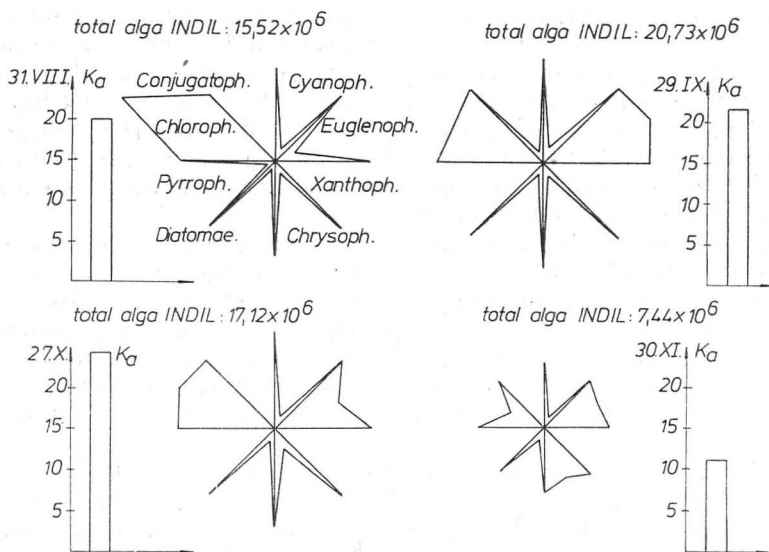 total alga INDIL: 15,52×10⁶
31.VIII. Ka
20
15
10
5
Conjugatoph.
Cyanoph.
Chloroph.
Euglenoph.
Pyrroph.
Xanthoph.
Diatomae.
Chrysoph.
total alga INDIL: 20,73×10⁶
29.IX. Ka
20
15
10
5
total alga INDIL: 17,12×10⁶
27.X. Ka
20
15
10
5
total alga INDIL: 7,44×10⁶
30.XI. Ka
20
15
10
5